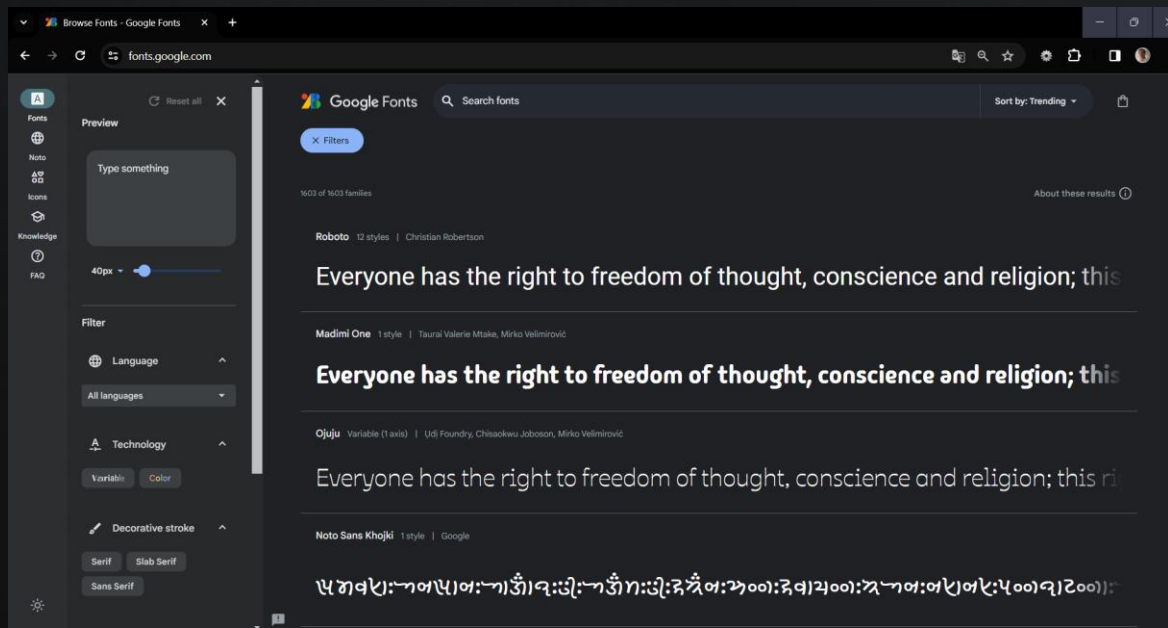 Browse Fonts - Google Fonts
fonts.google.com
Fonts
Noto
Icons
Knowledge
FAQ
Reset all
Preview
Type something
40px
Filter
Language
All languages
Technology
Variable
Color
Decorative stroke
Serif
Slab Serif
Sans Serif
Google Fonts
Search fonts
Sort by: Trending
Filters
1603 of 1603 families
About these results
Roboto 12 styles | Christian Robertson
Everyone has the right to freedom of thought, conscience and religion; this
Madimi One 1 style | Taurai Valerie Mtake, Mirko Velimirović
Everyone has the right to freedom of thought, conscience and religion; this
Ojuju Variable (1 axis) | Udi Foundry, Chisaokwu Joboson, Mirko Velimirović
Everyone has the right to freedom of thought, conscience and religion; this
Noto Sans Khojki 1 style | Google